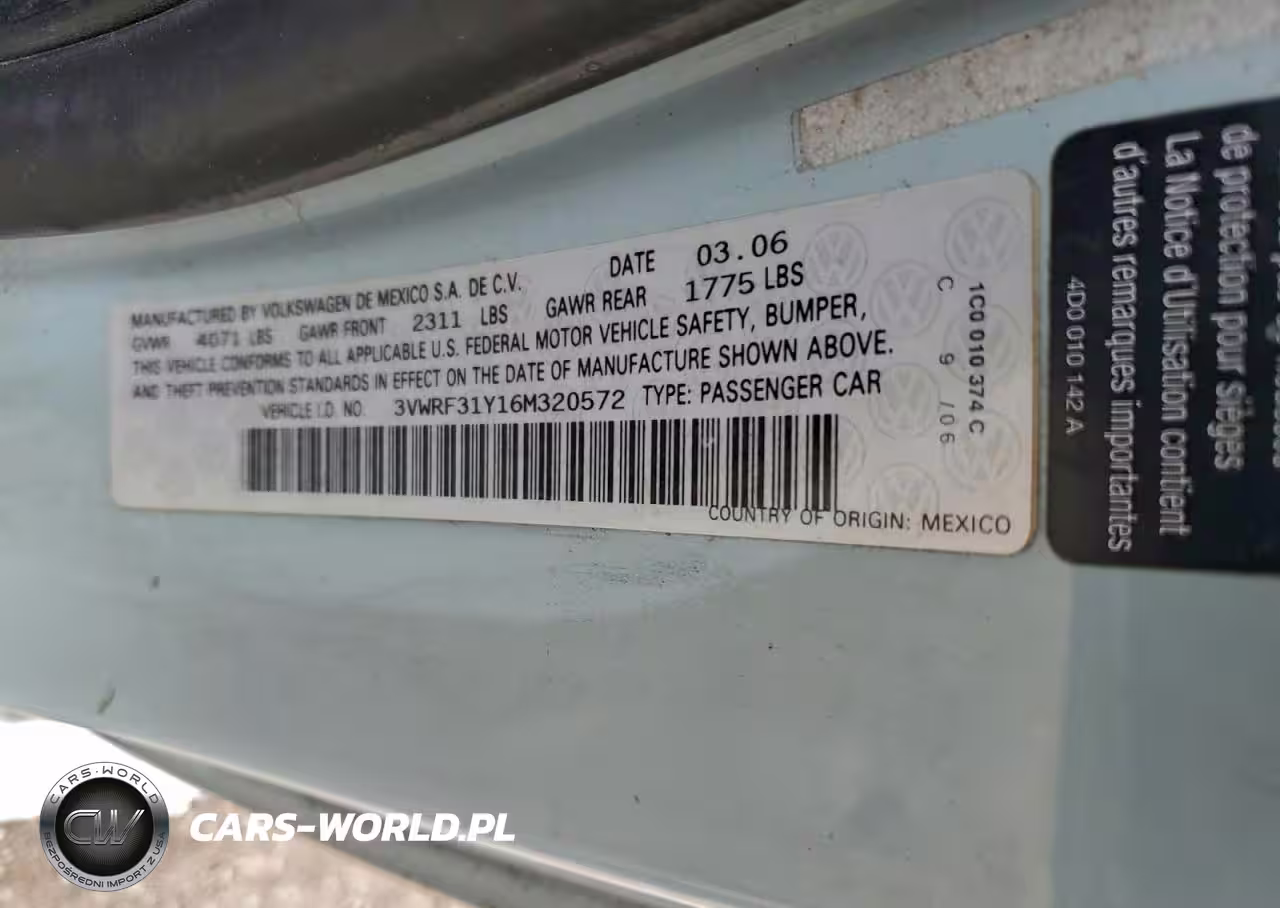 MANUFACTURED BY VOLKSWAGEN DE MEXICO S.A. DE C.V. DATE 03.06
GVWR 4071 LBS GAWR FRONT 2311 LBS GAWR REAR 1775 LBS
THIS VEHICLE CONFORMS TO ALL APPLICABLE U.S. FEDERAL MOTOR VEHICLE SAFETY, BUMPER,
AND THEFT PREVENTION STANDARDS IN EFFECT ON THE DATE OF MANUFACTURE SHOWN ABOVE.
VEHICLE I.D. NO. 3VWRF31Y16M320572 TYPE: PASSENGER CAR
COUNTRY OF ORIGIN: MEXICO
1C0 010 374 C
C 9 /06
de protection pour sièges
La Notice d'Utilisation contient
d'autres remarques importantes
4D0 010 142 A
CARS-WORLD
CW
BEZPOŚREDNI IMPORT Z USA
CARS-WORLD.PL